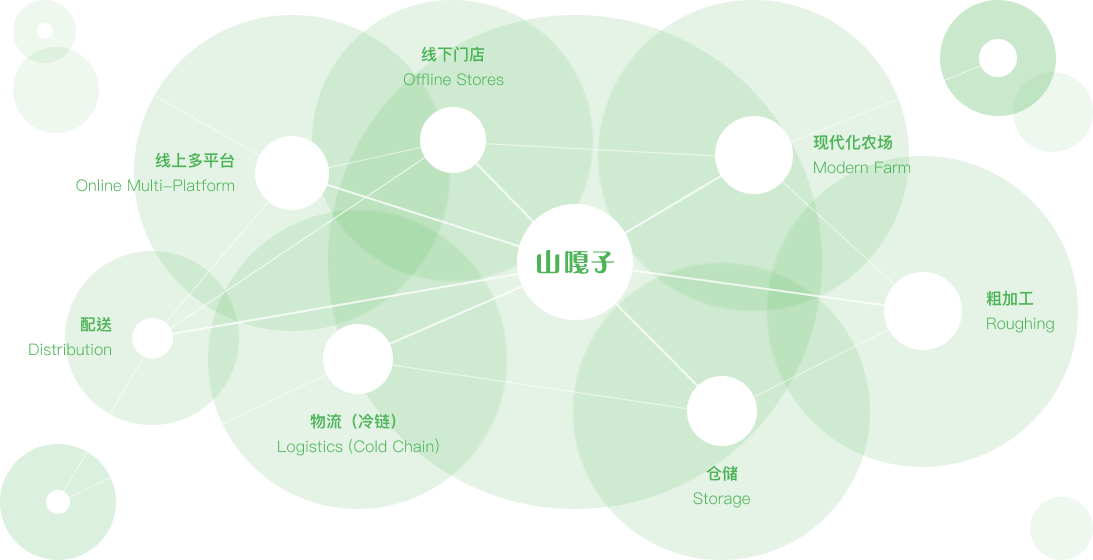 线下门店
Offline Stores
线上多平台
Online Multi-Platform
现代化农场
Modern Farm
山嘎子
配送
Distribution
粗加工
Roughing
物流（冷链）
Logistics (Cold Chain)
仓储
Storage